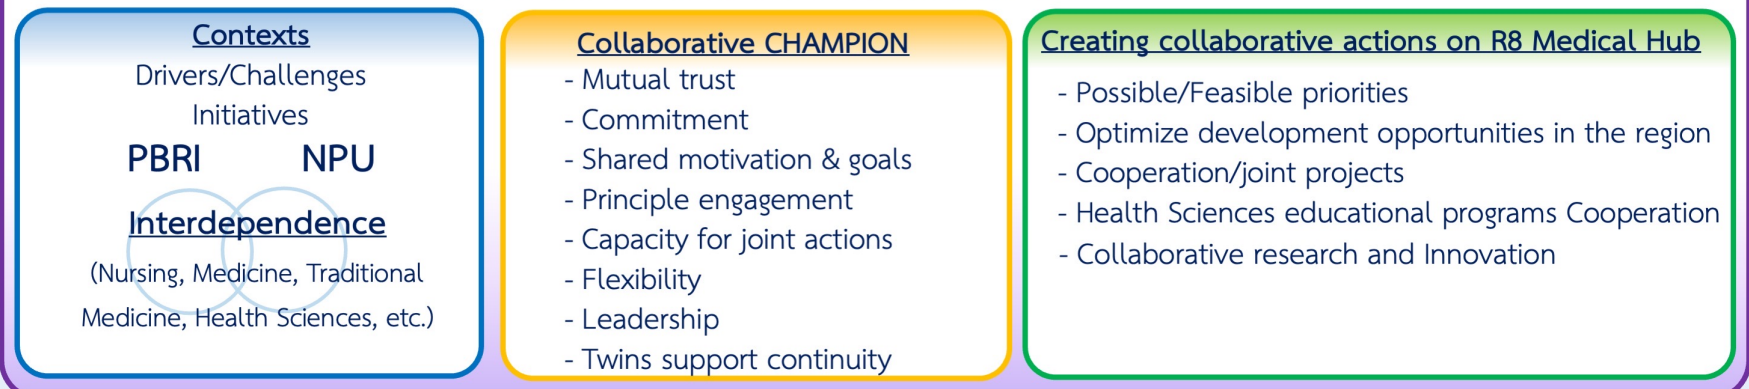 Contexts
Drivers/Challenges
Initiatives
PBRI NPU
Interdependence
(Nursing, Medicine, Traditional
Medicine, Health Sciences, etc.)
Collaborative CHAMPION
- Mutual trust
- Commitment
- Shared motivation & goals
- Principle engagement
- Capacity for joint actions
- Flexibility
- Leadership
- Twins support continuity
Creating collaborative actions on R8 Medical Hub
- Possible/Feasible priorities
- Optimize development opportunities in the region
- Cooperation/joint projects
- Health Sciences educational programs Cooperation
- Collaborative research and Innovation